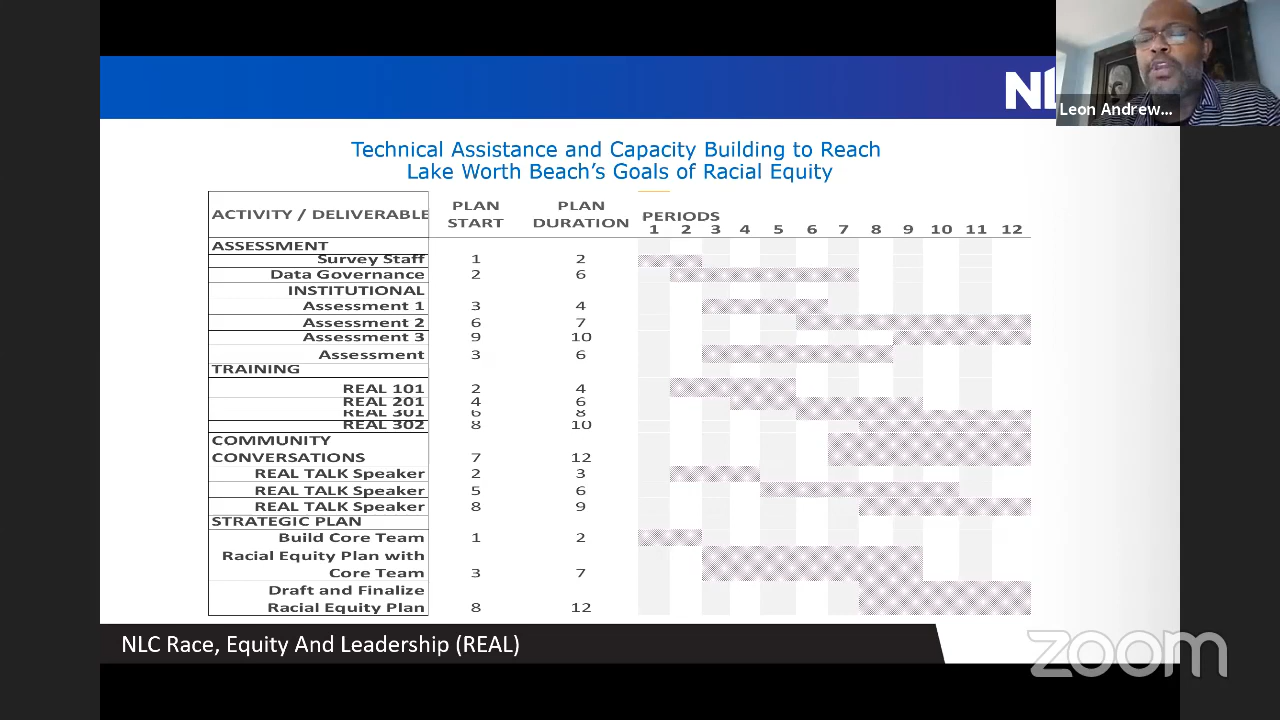 NL
Leon Andrew...
Technical Assistance and Capacity Building to Reach
Lake Worth Beach's Goals of Racial Equity
ACTIVITY / DELIVERABLE PLAN START PLAN DURATION PERIODS
1 2 3 4 5 6 7 8 9 10 11 12
ASSESSMENT
Survey Staff 1 2
Data Governance 2 6
INSTITUTIONAL
Assessment 1 3 4
Assessment 2 6 7
Assessment 3 9 10
Assessment 3 6
TRAINING
REAL 101 2 4
REAL 201 4 6
REAL 301 6 8
REAL 302 8 10
COMMUNITY
CONVERSATIONS 7 12
REAL TALK Speaker 2 3
REAL TALK Speaker 5 6
REAL TALK Speaker 8 9
STRATEGIC PLAN
Build Core Team 1 2
Racial Equity Plan with
Core Team 3 7
Draft and Finalize
Racial Equity Plan 8 12
NLC Race, Equity And Leadership (REAL)
zoom